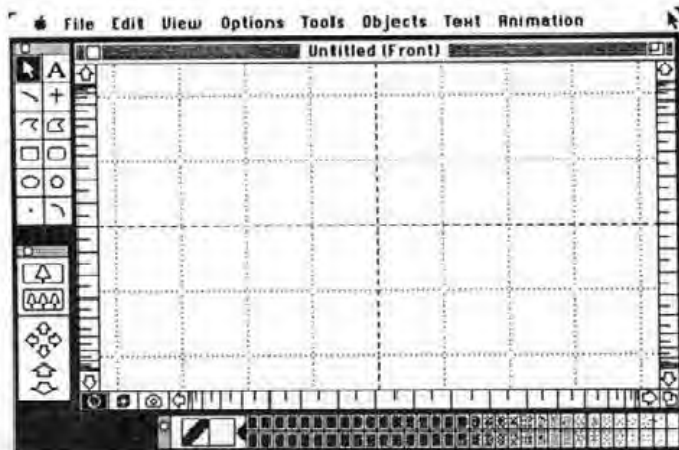 File Edit View Options Tools Objects Text Animation
Untitled (Front)
A